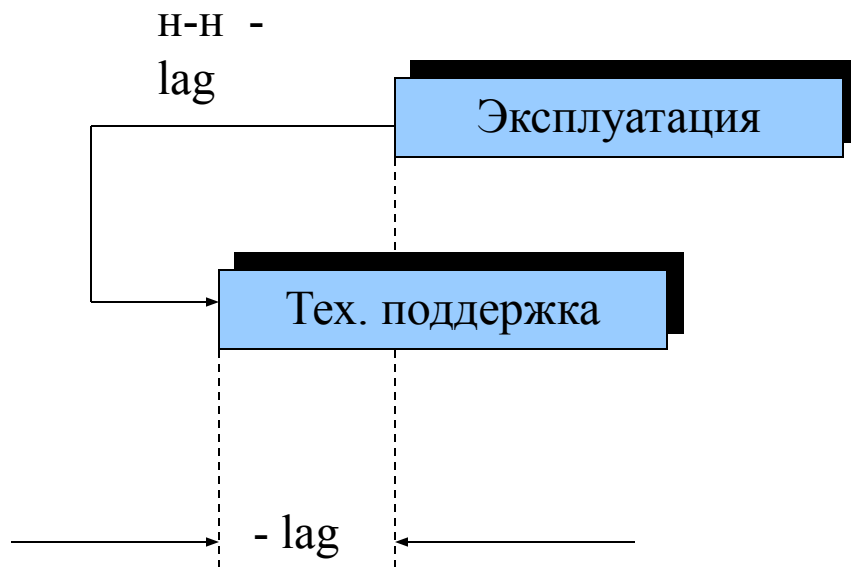 н-н -
lag
Эксплуатация
Тех. поддержка
- lag